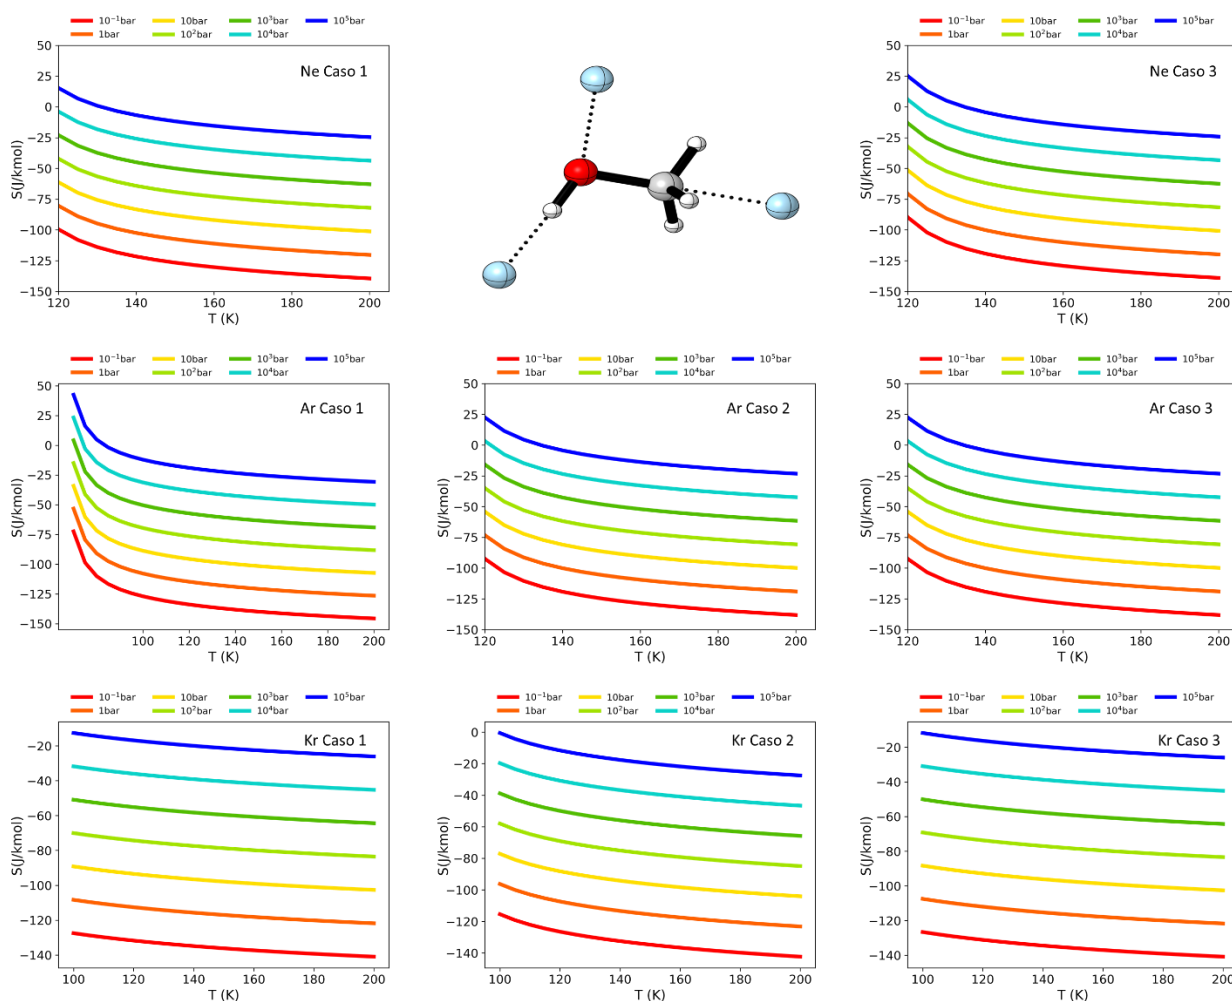 10⁻¹bar 10bar 10³bar 10⁵bar
1bar 10²bar 10⁴bar
Ne Caso 1
S(J/kmol)
50
25
0
−25
−50
−75
−100
−125
−150
120 140 160 180 200
T (K)
10⁻¹bar 10bar 10³bar 10⁵bar
1bar 10²bar 10⁴bar
Ne Caso 3
S(J/kmol)
50
25
0
−25
−50
−75
−100
−125
−150
120 140 160 180 200
T (K)
10⁻¹bar 10bar 10³bar 10⁵bar
1bar 10²bar 10⁴bar
Ar Caso 1
S(J/kmol)
50
25
0
−25
−50
−75
−100
−125
−150
100 120 140 160 180 200
T (K)
10⁻¹bar 10bar 10³bar 10⁵bar
1bar 10²bar 10⁴bar
Ar Caso 2
S(J/kmol)
50
25
0
−25
−50
−75
−100
−125
−150
120 140 160 180 200
T (K)
10⁻¹bar 10bar 10³bar 10⁵bar
1bar 10²bar 10⁴bar
Ar Caso 3
S(J/kmol)
50
25
0
−25
−50
−75
−100
−125
−150
120 140 160 180 200
T (K)
10⁻¹bar 10bar 10³bar 10⁵bar
1bar 10²bar 10⁴bar
Kr Caso 1
S(J/kmol)
−20
−40
−60
−80
−100
−120
−140
100 120 140 160 180 200
T (K)
10⁻¹bar 10bar 10³bar 10⁵bar
1bar 10²bar 10⁴bar
Kr Caso 2
S(J/kmol)
0
−20
−40
−60
−80
−100
−120
−140
100 120 140 160 180 200
T (K)
10⁻¹bar 10bar 10³bar 10⁵bar
1bar 10²bar 10⁴bar
Kr Caso 3
S(J/kmol)
−20
−40
−60
−80
−100
−120
−140
100 120 140 160 180 200
T (K)